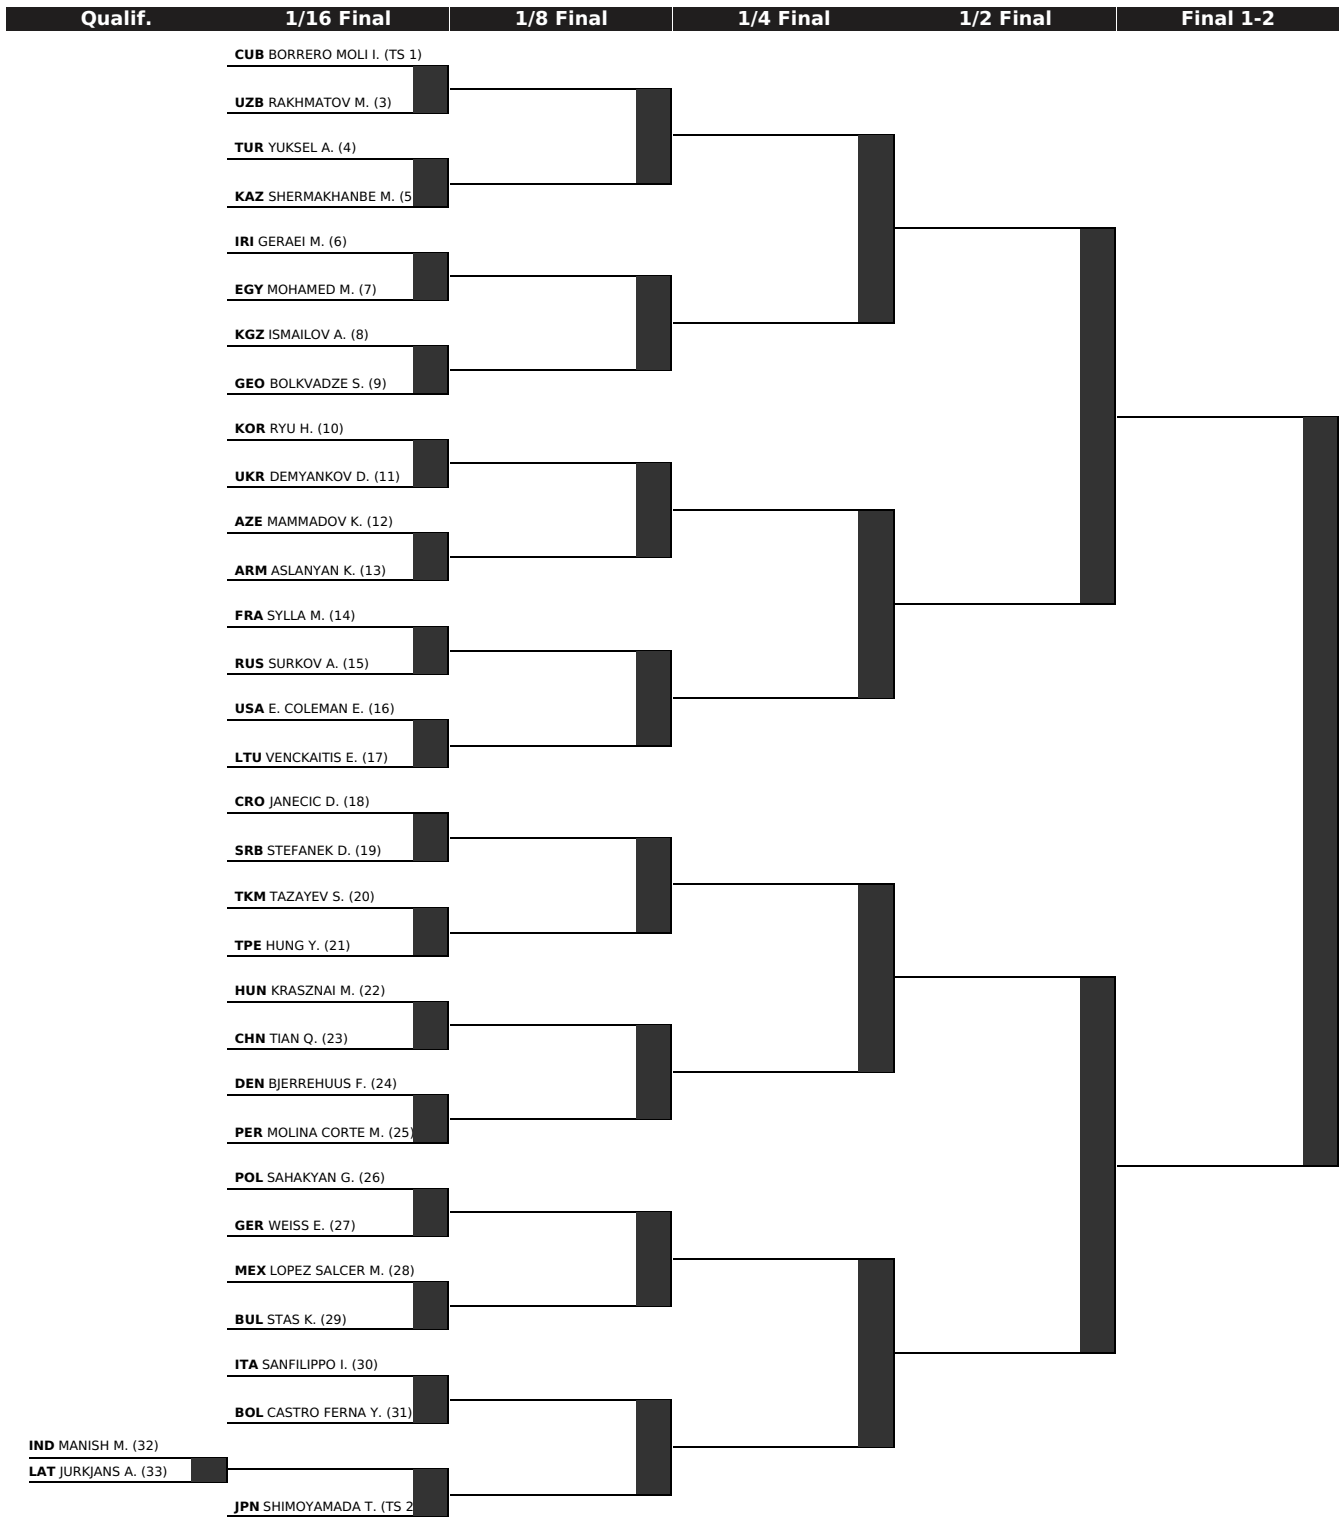 Qualif. 1/16 Final 1/8 Final 1/4 Final 1/2 Final Final 1-2
CUB BORRERO MOLI I. (TS 1)
UZB RAKHMATOV M. (3)
TUR YUKSEL A. (4)
KAZ SHERMAKHANBE M. (5
IRI GERAEI M. (6)
EGY MOHAMED M. (7)
KGZ ISMAILOV A. (8)
GEO BOLKVADZE S. (9)
KOR RYU H. (10)
UKR DEMYANKOV D. (11)
AZE MAMMADOV K. (12)
ARM ASLANYAN K. (13)
FRA SYLLA M. (14)
RUS SURKOV A. (15)
USA E. COLEMAN E. (16)
LTU VENCKAITIS E. (17)
CRO JANECIC D. (18)
SRB STEFANEK D. (19)
TKM TAZAYEV S. (20)
TPE HUNG Y. (21)
HUN KRASZNAI M. (22)
CHN TIAN Q. (23)
DEN BJERREHUUS F. (24)
PER MOLINA CORTE M. (25)
POL SAHAKYAN G. (26)
GER WEISS E. (27)
MEX LOPEZ SALCER M. (28)
BUL STAS K. (29)
ITA SANFILIPPO I. (30)
BOL CASTRO FERNA Y. (31)
IND MANISH M. (32)
LAT JURKJANS A. (33)
JPN SHIMOYAMADA T. (TS 2